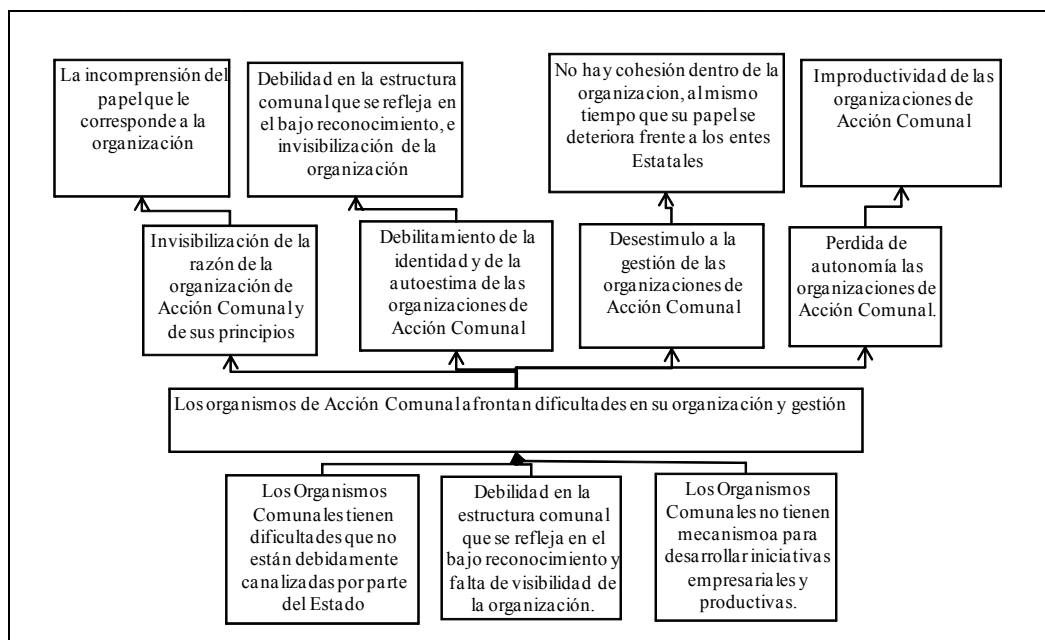 La incomprensión del
papel que le
corresponde a la
organización
Debilidad en la estructura
comunal que se refleja en
el bajo reconocimiento, e
invisibilización de la
organización
No hay cohesión dentro de la
organizacion, al mismo
tiempo que su papel se
deteriora frente a los entes
Estatales
Improductividad de las
organizaciones de
Acción Comunal
Invisibilización de la
razón de la
organización de
Acción Comunal y
de sus principios
Debilitamiento de la
identidad y de la
autoestima de las
organizaciones de
Acción Comunal
Desestimulo a la
gestión de las
organizaciones de
Acción Comunal
Perdida de
autonomía las
organizaciones de
Acción Comunal.
Los organismos de Acción Comunal afrontan dificultades en su organización y gestión
Los Organismos
Comunales tienen
dificultades que no
están debidamente
canalizadas por parte
del Estado
Debilidad en la
estructura comunal
que se refleja en el
bajo reconocimiento y
falta de visibilidad de
la organización.
Los Organismos
Comunales no tienen
mecanismoa para
desarrollar iniciativas
empresariales y
productivas.